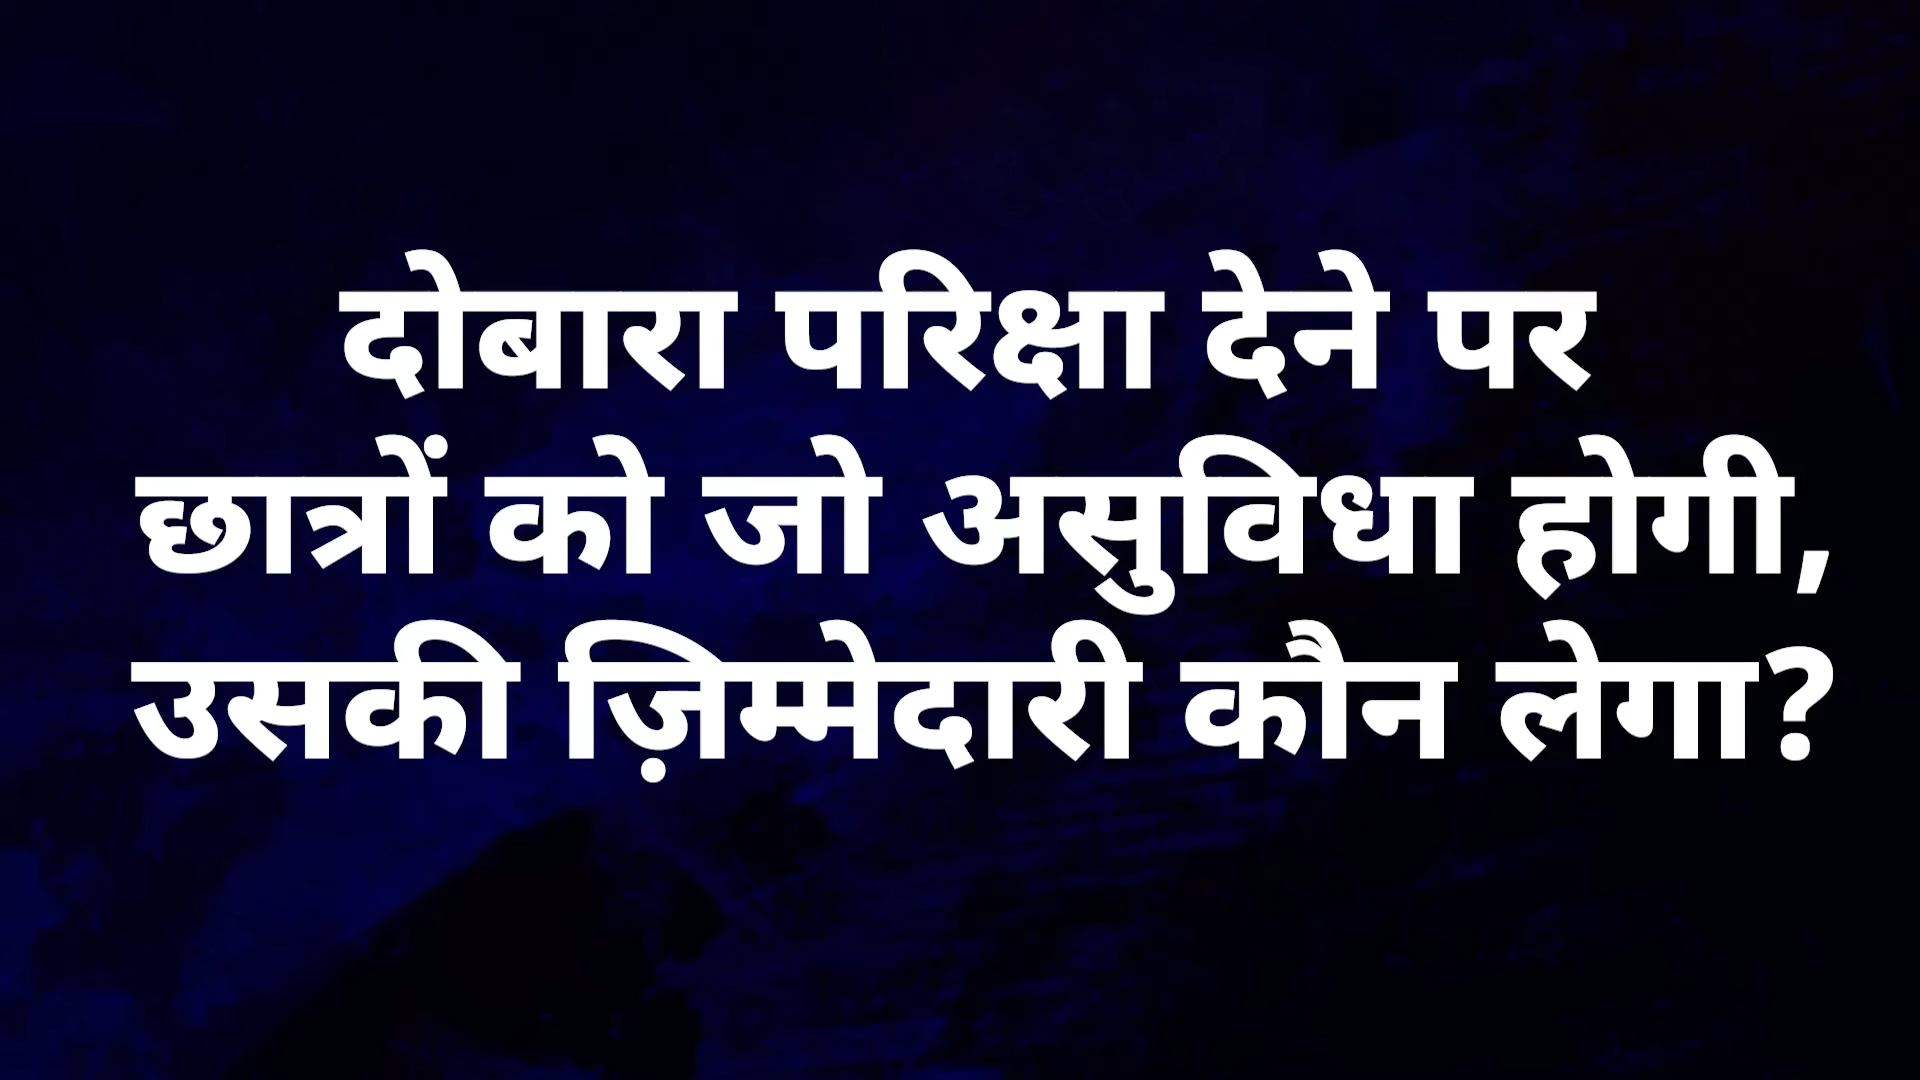 दोबारा परिक्षा देने पर
छात्रों को जो असुविधा होगी,
उसकी ज़िम्मेदारी कौन लेगा?